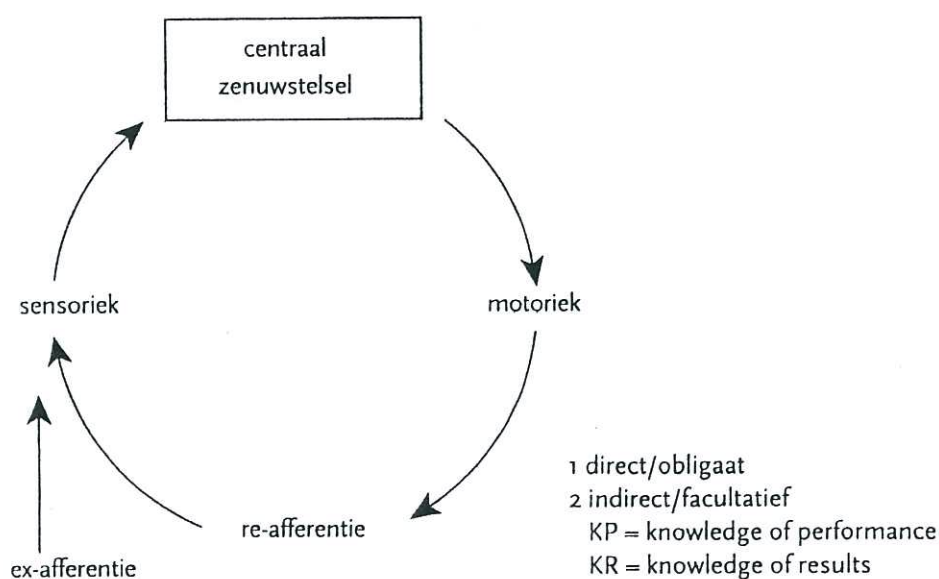 centraal
zenuwstelsel
sensoriek
motoriek
re-afferentie
ex-afferentie
1 direct/obligaat
2 indirect/facultatief
KP = knowledge of performance
KR = knowledge of results